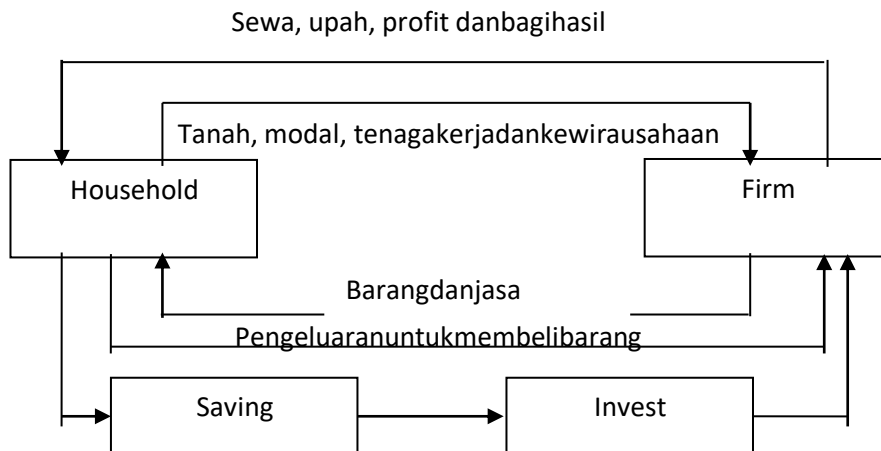 Sewa, upah, profit danbagihasil
Tanah, modal, tenagakerjadankewirausahaan
Household
Firm
Barangdanjasa
Pengeluaranuntukmembelibarang
Saving
Invest